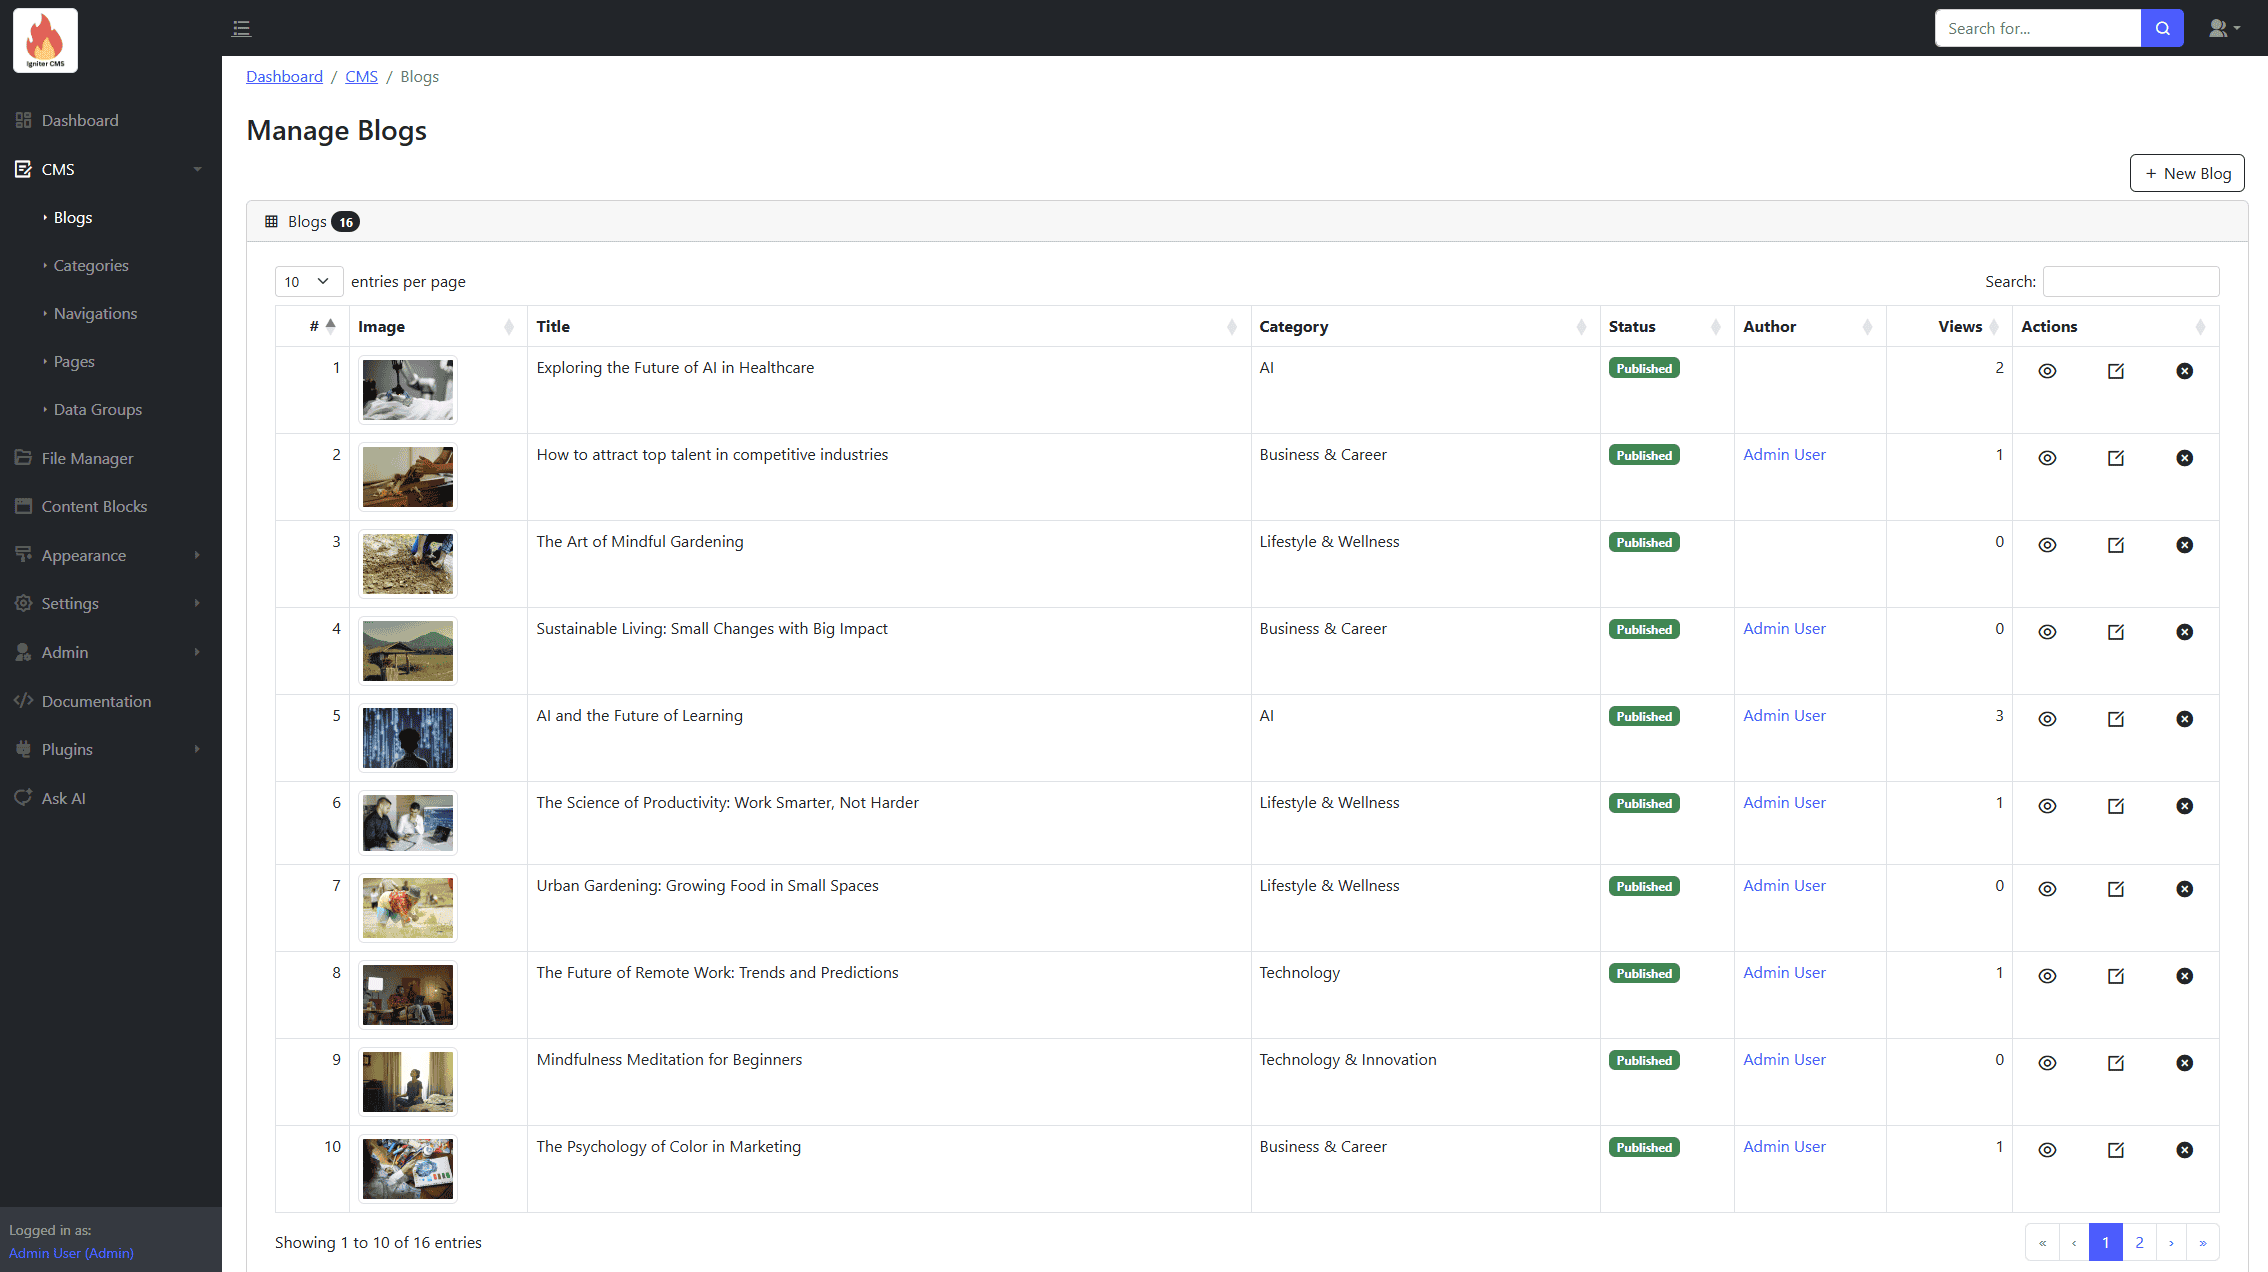 Igniter CMS
Search for...
Dashboard
CMS
Blogs
Categories
Navigations
Pages
Data Groups
File Manager
Content Blocks
Appearance
Settings
Admin
Documentation
Plugins
Ask AI
Logged in as:
Admin User (Admin)
Dashboard / CMS / Blogs
Manage Blogs
+ New Blog
Blogs 16
10 entries per page
Search:
# Image Title Category Status Author Views Actions
1 Exploring the Future of AI in Healthcare AI Published 2
2 How to attract top talent in competitive industries Business & Career Published Admin User 1
3 The Art of Mindful Gardening Lifestyle & Wellness Published 0
4 Sustainable Living: Small Changes with Big Impact Business & Career Published Admin User 0
5 AI and the Future of Learning AI Published Admin User 3
6 The Science of Productivity: Work Smarter, Not Harder Lifestyle & Wellness Published Admin User 1
7 Urban Gardening: Growing Food in Small Spaces Lifestyle & Wellness Published Admin User 0
8 The Future of Remote Work: Trends and Predictions Technology Published Admin User 1
9 Mindfulness Meditation for Beginners Technology & Innovation Published Admin User 0
10 The Psychology of Color in Marketing Business & Career Published Admin User 1
Showing 1 to 10 of 16 entries
« ‹ 1 2 › »